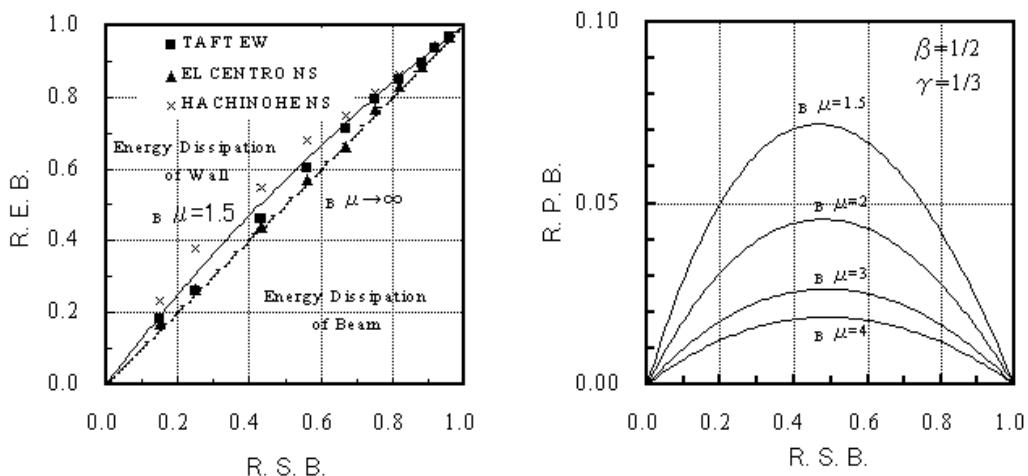 1.0
0.8
0.6
0.4
0.2
0.0
R. E. B.
■ TAFT EW
▲ EL CENTRO NS
× HACHINOHE NS
Energy Dissipation
of Wall
B μ=1.5
B μ→∞
Energy Dissipation
of Beam
0.0 0.2 0.4 0.6 0.8 1.0
R. S. B.
0.10
0.05
0.00
R. P. B.
β=1/2
γ=1/3
B μ=1.5
B μ=2
B μ=3
B μ=4
0.0 0.2 0.4 0.6 0.8 1.0
R. S. B.